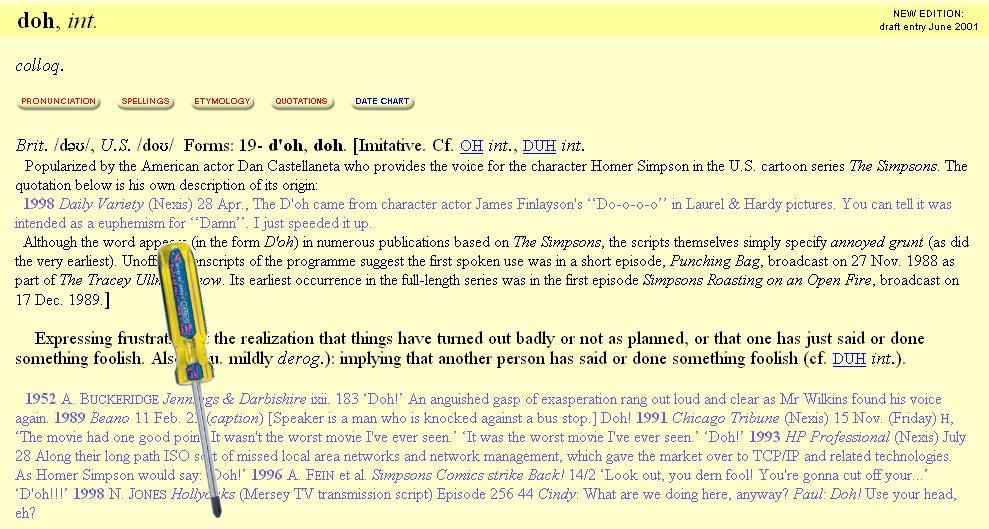 doh, int.
NEW EDITION:
draft entry June 2001
colloq.
PRONUNCIATION SPELLINGS ETYMOLOGY QUOTATIONS DATE CHART
Brit. /dəʊ/, U.S. /doʊ/ Forms: 19- d'oh, doh. [Imitative. Cf. OH int., DUH int.
Popularized by the American actor Dan Castellaneta who provides the voice for the character Homer Simpson in the U.S. cartoon series The Simpsons. The
quotation below is his own description of its origin:
1998 Daily Variety (Nexis) 28 Apr., The D'oh came from character actor James Finlayson's “Do-o-o-o” in Laurel & Hardy pictures. You can tell it was
intended as a euphemism for “Damn”. I just speeded it up.
Although the word appears (in the form D'oh) in numerous publications based on The Simpsons, the scripts themselves simply specify annoyed grunt (as did
the very earliest). Unoff nscripts of the programme suggest the first spoken use was in a short episode, Punching Bag, broadcast on 27 Nov. 1988 as
part of The Tracey Ullm ow. Its earliest occurrence in the full-length series was in the first episode Simpsons Roasting on an Open Fire, broadcast on
17 Dec. 1989.]
Expressing frustrat the realization that things have turned out badly or not as planned, or that one has just said or done
something foolish. Als u. mildly derog.): implying that another person has said or done something foolish (cf. DUH int.).
1952 A. BUCKERIDGE Jennings & Darbishire ixii. 183 ‘Doh!’ An anguished gasp of exasperation rang out loud and clear as Mr Wilkins found his voice
again. 1989 Beano 11 Feb. 2 (caption) [Speaker is a man who is knocked against a bus stop.] Doh! 1991 Chicago Tribune (Nexis) 15 Nov. (Friday) H,
‘The movie had one good poin It wasn't the worst movie I've ever seen.’ ‘It was the worst movie I've ever seen.’ ‘Doh!’ 1993 HP Professional (Nexis) July
28 Along their long path ISO sort of missed local area networks and network management, which gave the market over to TCP/IP and related technologies.
As Homer Simpson would say: ‘Doh!’ 1996 A. FEIN et al. Simpsons Comics strike Back! 14/2 ‘Look out, you dern fool! You're gonna cut off your...’
‘D'oh!!!’ 1998 N. JONES Hollyoaks (Mersey TV transmission script) Episode 256 44 Cindy: What are we doing here, anyway? Paul: Doh! Use your head,
eh?